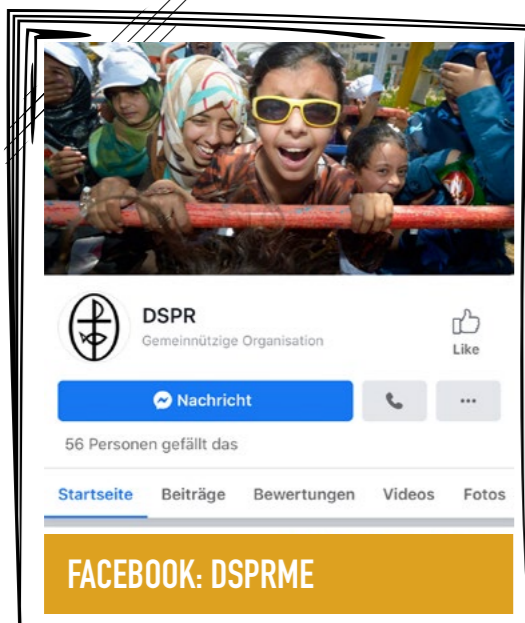 DSPR
Gemeinnützige Organisation
Like
Nachricht
56 Personen gefällt das
Startseite Beiträge Bewertungen Videos Fotos
FACEBOOK: DSPRME